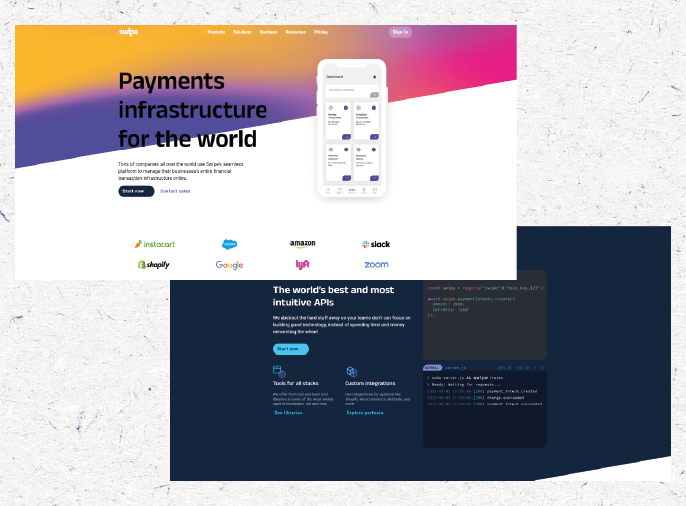 swipe
Products Solutions Developer Resources Pricing
Sign in
Payments
infrastructure
for the world
Tons of companies all over the world use Swipe's seamless
platform to manage their businesses's entire financial
transaction infrastructure online.
Start now
Contact sales
Dashboard
instacart
amazon
slack
shopify
Google
lyft
zoom
The world's best and most
intuitive APIs
We abstract the hard stuff away so your teams don't can focus on
building good technology, instead of spending time and money
reinventing the wheel
Start now
Tools for all stacks
See libraries
Custom integrations
Explore partners
const swipe = require("swipe")("test_key_123");
await swipe.paymentIntents.create({
amount: 2000,
currency: 'usd'
});
NORMAL server.js
$ node server.js && swipe listen
> Ready! Waiting for requests...
[200] payment_intent.created
[200] charge.succeeded
[200] payment_intent.succeeded